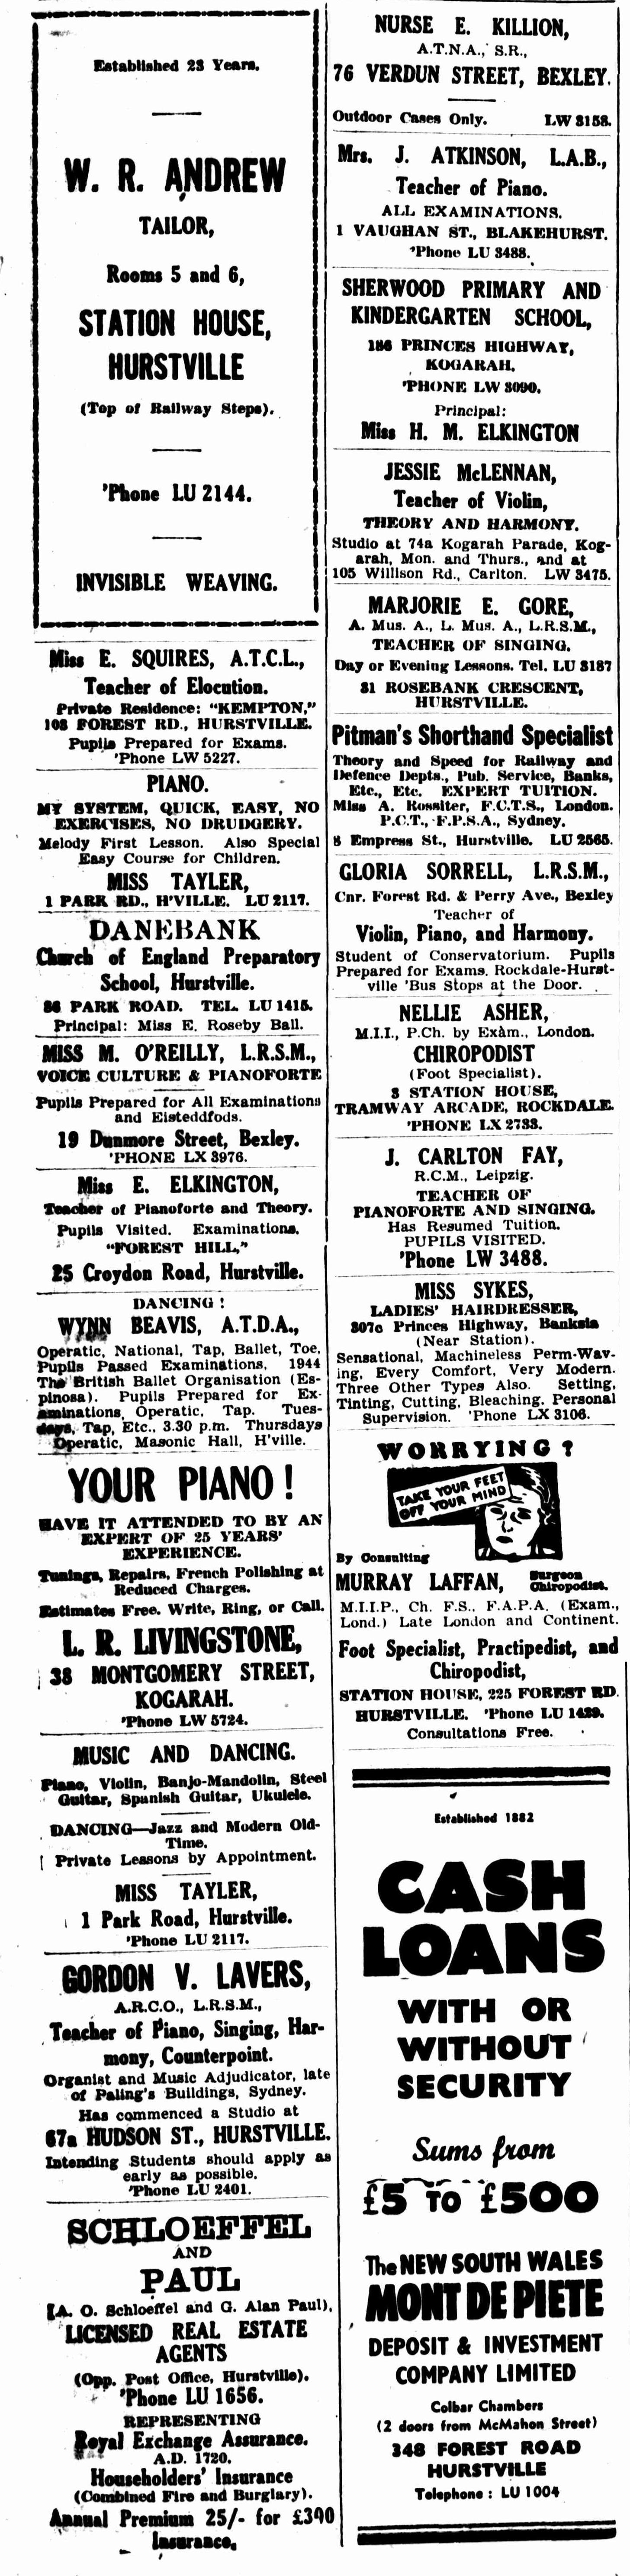 Established 23 Years.
W. R. ANDREW
TAILOR,
Rooms 5 and 6,
STATION HOUSE,
HURSTVILLE
(Top of Railway Steps).
'Phone LU 2144.
INVISIBLE WEAVING.
Miss E. SQUIRES, A.T.C.L.,
Teacher of Elocution.
Private Residence: "KEMPTON,"
108 FOREST RD., HURSTVILLE.
Pupils Prepared for Exams.
'Phone LW 5227.
PIANO.
MY SYSTEM, QUICK, EASY, NO
EXERCISES, NO DRUDGERY.
Melody First Lesson. Also Special
Easy Course for Children.
MISS TAYLER,
1 PARK RD., H'VILLE. LU 2117.
DANEBANK
Church of England Preparatory
School, Hurstville.
86 PARK ROAD. TEL. LU 1415.
Principal: Miss E. Roseby Ball.
MISS M. O'REILLY, L.R.S.M.,
VOICE CULTURE & PIANOFORTE
Pupils Prepared for All Examinations
and Eisteddfods.
19 Dunmore Street, Bexley.
'PHONE LX 3976.
Miss E. ELKINGTON,
Teacher of Pianoforte and Theory.
Pupils Visited. Examinations.
"FOREST HILL,"
25 Croydon Road, Hurstville.
DANCING!
WYNN BEAVIS, A.T.D.A.,
Operatic, National, Tap, Ballet, Toe,
Pupils Passed Examinations, 1944
The British Ballet Organisation (Es-
pinosa). Pupils Prepared for Ex-
aminations, Operatic, Tap. Tues-
days, Tap, Etc., 3.30 p.m. Thursdays
Operatic, Masonic Hall, H'ville.
YOUR PIANO!
HAVE IT ATTENDED TO BY AN
EXPERT OF 25 YEARS'
EXPERIENCE.
Tunings, Repairs, French Polishing at
Reduced Charges.
Estimates Free. Write, Ring, or Call.
L. R. LIVINGSTONE,
38 MONTGOMERY STREET,
KOGARAH.
'Phone LW 5724.
MUSIC AND DANCING.
Piano, Violin, Banjo-Mandolin, Steel
Guitar, Spanish Guitar, Ukulele.
DANCING—Jazz and Modern Old-
Time.
Private Lessons by Appointment.
MISS TAYLER,
1 Park Road, Hurstville.
'Phone LU 2117.
GORDON V. LAVERS,
A.R.C.O., L.R.S.M.,
Teacher of Piano, Singing, Har-
mony, Counterpoint.
Organist and Music Adjudicator, late
of Paling's Buildings, Sydney.
Has commenced a Studio at
67a HUDSON ST., HURSTVILLE.
Intending Students should apply as
early as possible.
'Phone LU 2401.
SCHLOEFFEL
AND
PAUL
(A. O. Schloeffel and G. Alan Paul),
LICENSED REAL ESTATE
AGENTS
(Opp. Post Office, Hurstville).
'Phone LU 1656.
REPRESENTING
Royal Exchange Assurance.
A.D. 1720.
Householders' Insurance
(Combined Fire and Burglary).
Annual Premium 25/- for £300
Insurance.
NURSE E. KILLION,
A.T.N.A., S.R.,
76 VERDUN STREET, BEXLEY.
Outdoor Cases Only. LW 8158.
Mrs. J. ATKINSON, L.A.B.,
Teacher of Piano.
ALL EXAMINATIONS.
1 VAUGHAN ST., BLAKEHURST.
'Phone LU 3488.
SHERWOOD PRIMARY AND
KINDERGARTEN SCHOOL,
186 PRINCES HIGHWAY,
KOGARAH.
'PHONE LW 3090.
Principal:
Miss H. M. ELKINGTON
JESSIE McLENNAN,
Teacher of Violin,
THEORY AND HARMONY.
Studio at 74a Kogarah Parade, Kog-
arah, Mon. and Thurs., and at
105 Willison Rd., Carlton. LW 3475.
MARJORIE E. GORE,
A. Mus. A., L. Mus. A., L.R.S.M.,
TEACHER OF SINGING.
Day or Evening Lessons. Tel. LU 3187
31 ROSEBANK CRESCENT,
HURSTVILLE.
Pitman's Shorthand Specialist
Theory and Speed for Railway and
Defence Depts., Pub. Service, Banks,
Etc., Etc. EXPERT TUITION.
Miss A. Rossiter, F.C.T.S., London.
P.C.T., F.P.S.A., Sydney.
8 Empress St., Hurstville. LU 2565.
GLORIA SORRELL, L.R.S.M.,
Cnr. Forest Rd. & Perry Ave., Bexley
Teacher of
Violin, Piano, and Harmony.
Student of Conservatorium. Pupils
Prepared for Exams. Rockdale-Hurst-
ville 'Bus Stops at the Door.
NELLIE ASHER,
M.I.I., P.Ch. by Exam., London.
CHIROPODIST
(Foot Specialist).
3 STATION HOUSE,
TRAMWAY ARCADE, ROCKDALE.
'PHONE LX 2733.
J. CARLTON FAY,
R.C.M., Leipzig.
TEACHER OF
PIANOFORTE AND SINGING.
Has Resumed Tuition.
PUPILS VISITED.
'Phone LW 3488.
MISS SYKES,
LADIES' HAIRDRESSER,
307c Princes Highway, Banksia
(Near Station).
Sensational, Machineless Perm-Wav-
ing, Every Comfort, Very Modern.
Three Other Types Also. Setting,
Tinting, Cutting, Bleaching. Personal
Supervision. 'Phone LX 3106.
WORRYING?
TAKE YOUR FEET
OFF YOUR MIND
By Consulting
MURRAY LAFFAN, Surgeon Chiropodist.
M.I.I.P., Ch. F.S., F.A.P.A. (Exam.,
Lond.) Late London and Continent.
Foot Specialist, Practipedist, and
Chiropodist,
STATION HOUSE, 225 FOREST RD.
HURSTVILLE. 'Phone LU 1429.
Consultations Free.
Established 1882
CASH
LOANS
WITH OR
WITHOUT
SECURITY
Sums from
£5 TO £500
The NEW SOUTH WALES
MONT DE PIETE
DEPOSIT & INVESTMENT
COMPANY LIMITED
Colbar Chambers
(2 doors from McMahon Street)
348 FOREST ROAD
HURSTVILLE
Telephone: LU 1004